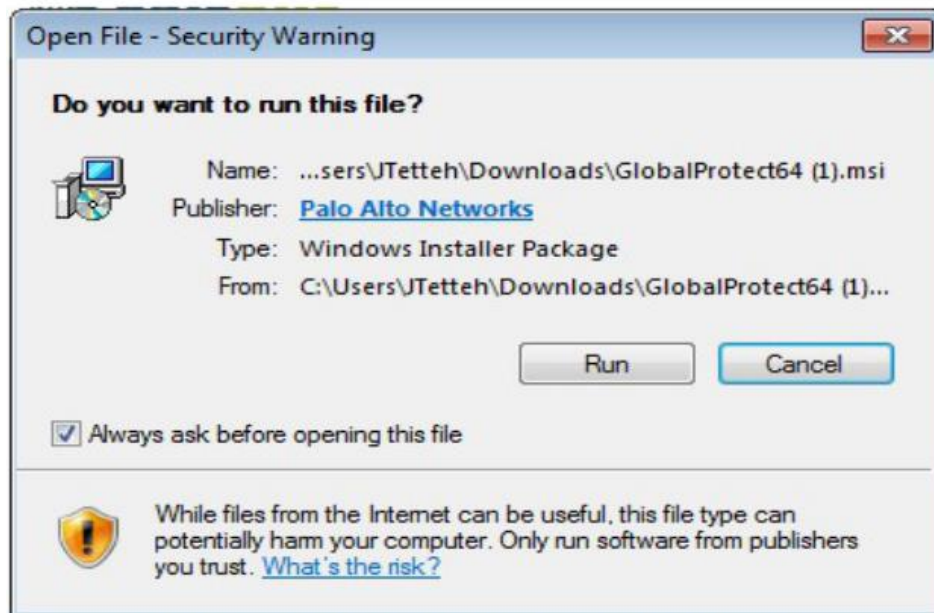 Open File - Security Warning
Do you want to run this file?
Name: ...sers\JTetteh\Downloads\GlobalProtect64 (1).msi
Publisher: Palo Alto Networks
Type: Windows Installer Package
From: C:\Users\JTetteh\Downloads\GlobalProtect64 (1)...
Run Cancel
Always ask before opening this file
While files from the Internet can be useful, this file type can
potentially harm your computer. Only run software from publishers
you trust. What's the risk?